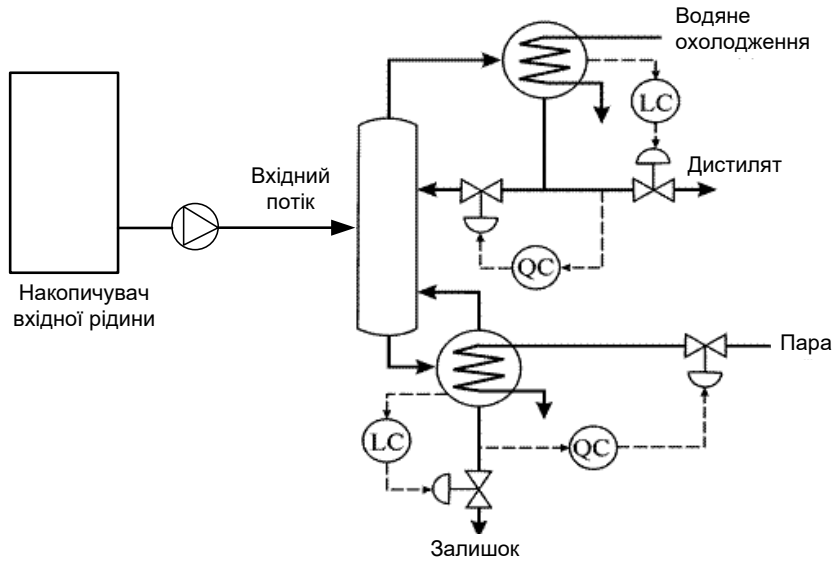 Водяне
охолодження
LC
Дистилят
Вхідний
потік
QC
Накопичувач
вхідної рідини
Пара
LC
QC
Залишок